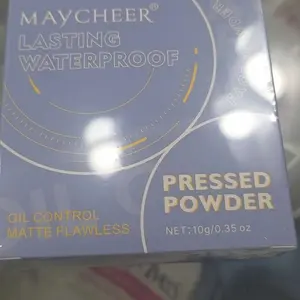 MAYCHEER®
LASTING
WATERPROOF
PRESSED
POWDER
OIL CONTROL
MATTE FLAWLESS
NET:10g/0.35 oz